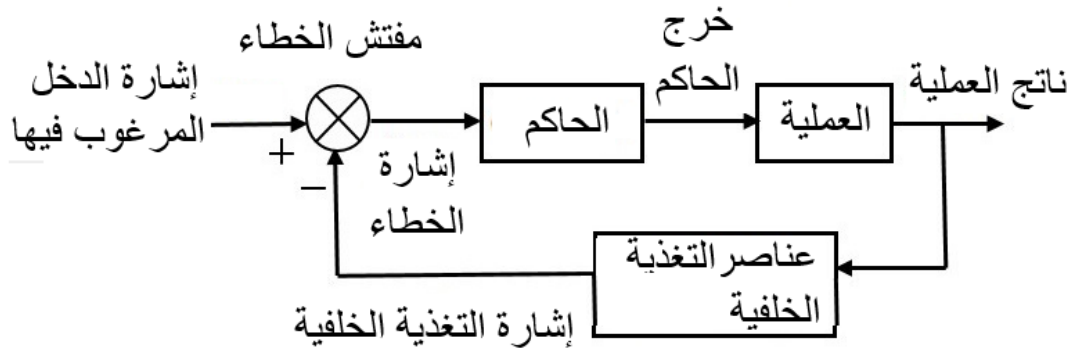 مفتش الخطاء
إشارة الدخل
المرغوب فيها
+
−
إشارة
الخطاء
الحاكم
خرج
الحاكم
العملية
ناتج العملية
عناصر التغذية
الخلفية
إشارة التغذية الخلفية